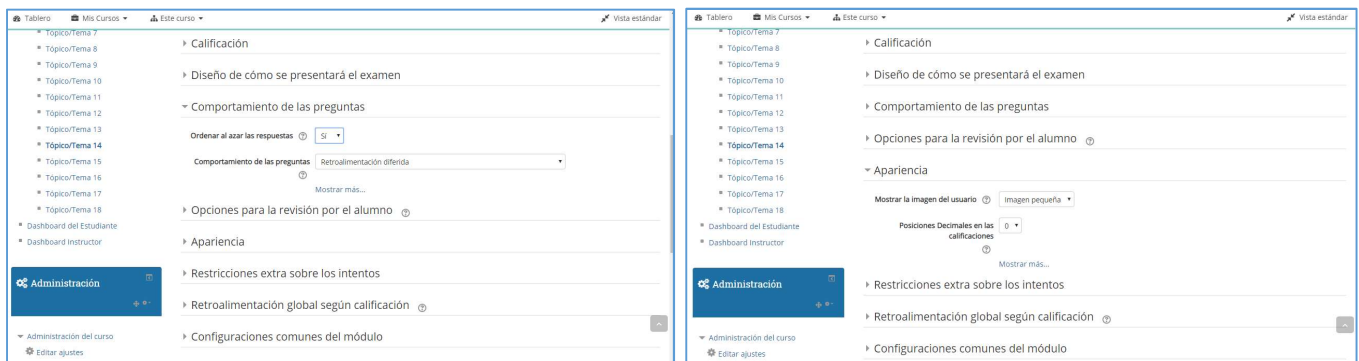 Tablero Mis Cursos Este curso Vista estándar
Tópico/Tema 7
Tópico/Tema 8
Tópico/Tema 9
Tópico/Tema 10
Tópico/Tema 11
Tópico/Tema 12
Tópico/Tema 13
Tópico/Tema 14
Tópico/Tema 15
Tópico/Tema 16
Tópico/Tema 17
Tópico/Tema 18
Dashboard del Estudiante
Dashboard Instructor
Administración
Administración del curso
Editar ajustes
Calificación
Diseño de cómo se presentará el examen
Comportamiento de las preguntas
Ordenar al azar las respuestas Sí
Comportamiento de las preguntas Retroalimentación diferida
Mostrar más...
Opciones para la revisión por el alumno
Apariencia
Restricciones extra sobre los intentos
Retroalimentación global según calificación
Configuraciones comunes del módulo
Tablero Mis Cursos Este curso Vista estándar
Tópico/Tema 7
Tópico/Tema 8
Tópico/Tema 9
Tópico/Tema 10
Tópico/Tema 11
Tópico/Tema 12
Tópico/Tema 13
Tópico/Tema 14
Tópico/Tema 15
Tópico/Tema 16
Tópico/Tema 17
Tópico/Tema 18
Dashboard del Estudiante
Dashboard Instructor
Administración
Administración del curso
Editar ajustes
Calificación
Diseño de cómo se presentará el examen
Comportamiento de las preguntas
Opciones para la revisión por el alumno
Apariencia
Mostrar la imagen del usuario Imagen pequeña
Posiciones Decimales en las 0
calificaciones
Mostrar más...
Restricciones extra sobre los intentos
Retroalimentación global según calificación
Configuraciones comunes del módulo